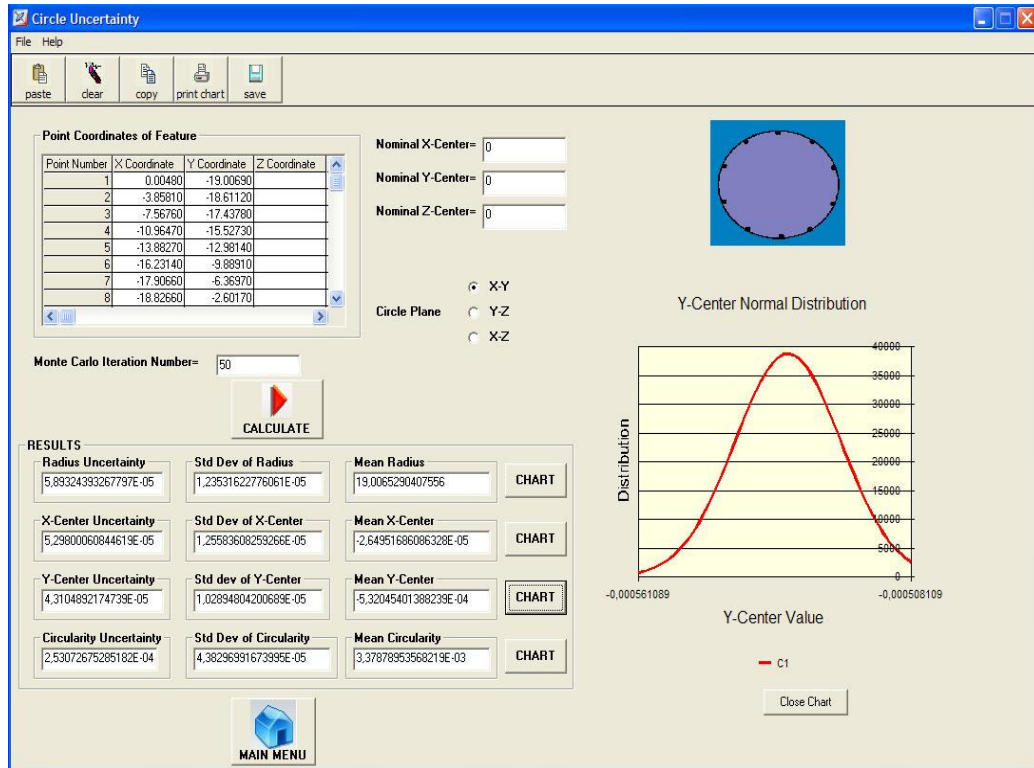 Circle Uncertainty
File Help
paste clear copy print chart save
Point Coordinates of Feature
Point Number X Coordinate Y Coordinate Z Coordinate
1 0.00480 -19.00690
2 -3.85810 -18.61120
3 -7.56760 -17.43780
4 -10.96470 -15.52730
5 -13.88270 -12.98140
6 -16.23140 -9.88910
7 -17.90660 -6.36970
8 -18.82660 -2.60170
Nominal X-Center= 0
Nominal Y-Center= 0
Nominal Z-Center= 0
Circle Plane
X-Y
Y-Z
X-Z
Monte Carlo Iteration Number= 50
CALCULATE
RESULTS
Radius Uncertainty Std Dev of Radius Mean Radius
5,89324393267797E-05 1,23531622776061E-05 19,0065290407556 CHART
X-Center Uncertainty Std Dev of X-Center Mean X-Center
5,29800060844619E-05 1,25583608259266E-05 -2,64951686086328E-05 CHART
Y-Center Uncertainty Std dev of Y-Center Mean Y-Center
4,3104892174739E-05 1,02894804200689E-05 -5,32045401388239E-04 CHART
Circularity Uncertainty Std Dev of Circularity Mean Circularity
2,53072675285182E-04 4,38296991673995E-05 3,37878953568219E-03 CHART
MAIN MENU
Y-Center Normal Distribution
40000
35000
30000
25000
20000
15000
10000
5000
0
Distribution
-0,000561089 -0,000508109
Y-Center Value
C1
Close Chart